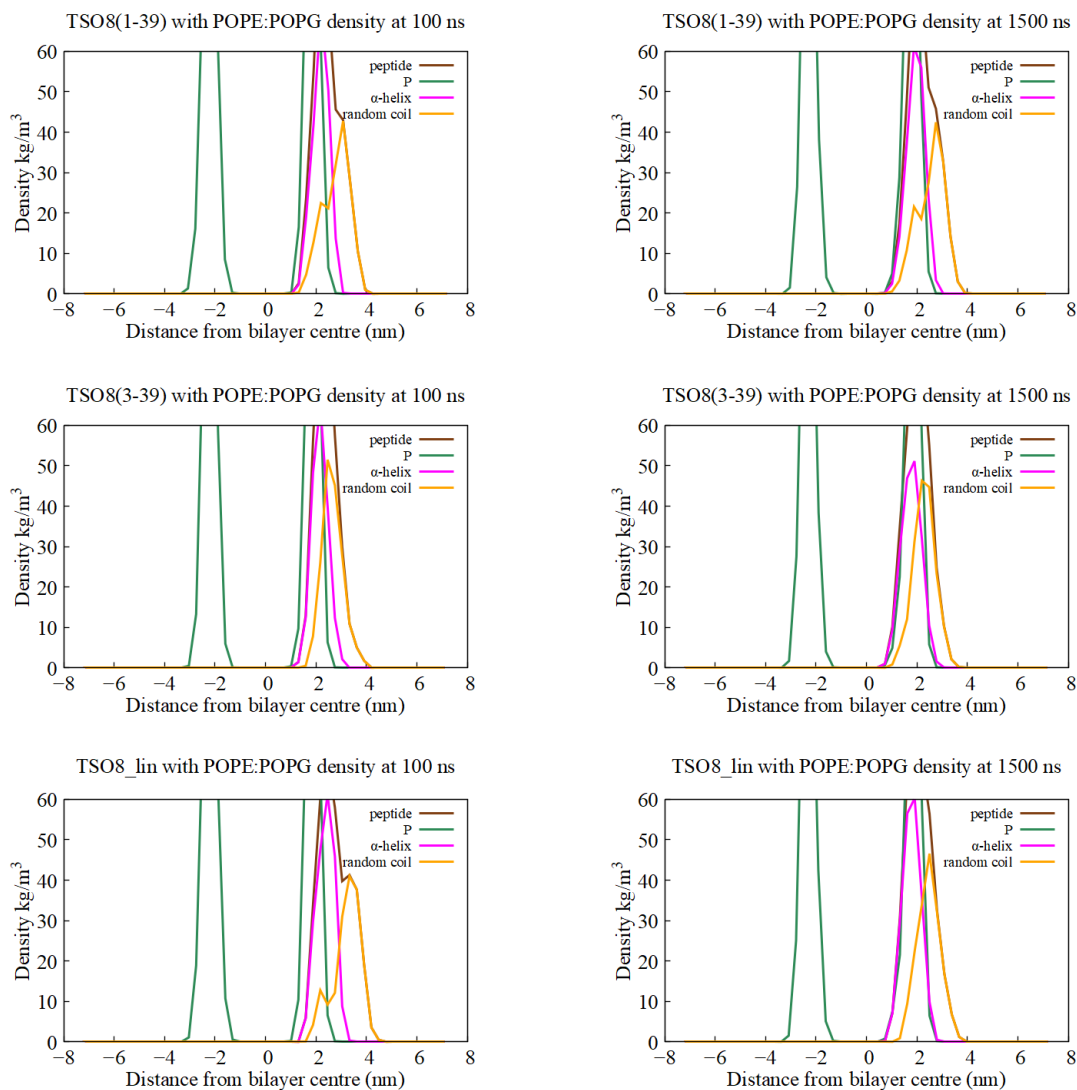 TSO8(1-39) with POPE:POPG density at 100 ns
60
50
40
30
20
10
0
Density kg/m³
peptide
P
α-helix
random coil
−8 −6 −4 −2 0 2 4 6 8
Distance from bilayer centre (nm)
TSO8(1-39) with POPE:POPG density at 1500 ns
60
50
40
30
20
10
0
Density kg/m³
peptide
P
α-helix
random coil
−8 −6 −4 −2 0 2 4 6 8
Distance from bilayer centre (nm)
TSO8(3-39) with POPE:POPG density at 100 ns
60
50
40
30
20
10
0
Density kg/m³
peptide
P
α-helix
random coil
−8 −6 −4 −2 0 2 4 6 8
Distance from bilayer centre (nm)
TSO8(3-39) with POPE:POPG density at 1500 ns
60
50
40
30
20
10
0
Density kg/m³
peptide
P
α-helix
random coil
−8 −6 −4 −2 0 2 4 6 8
Distance from bilayer centre (nm)
TSO8_lin with POPE:POPG density at 100 ns
60
50
40
30
20
10
0
Density kg/m³
peptide
P
α-helix
random coil
−8 −6 −4 −2 0 2 4 6 8
Distance from bilayer centre (nm)
TSO8_lin with POPE:POPG density at 1500 ns
60
50
40
30
20
10
0
Density kg/m³
peptide
P
α-helix
random coil
−8 −6 −4 −2 0 2 4 6 8
Distance from bilayer centre (nm)